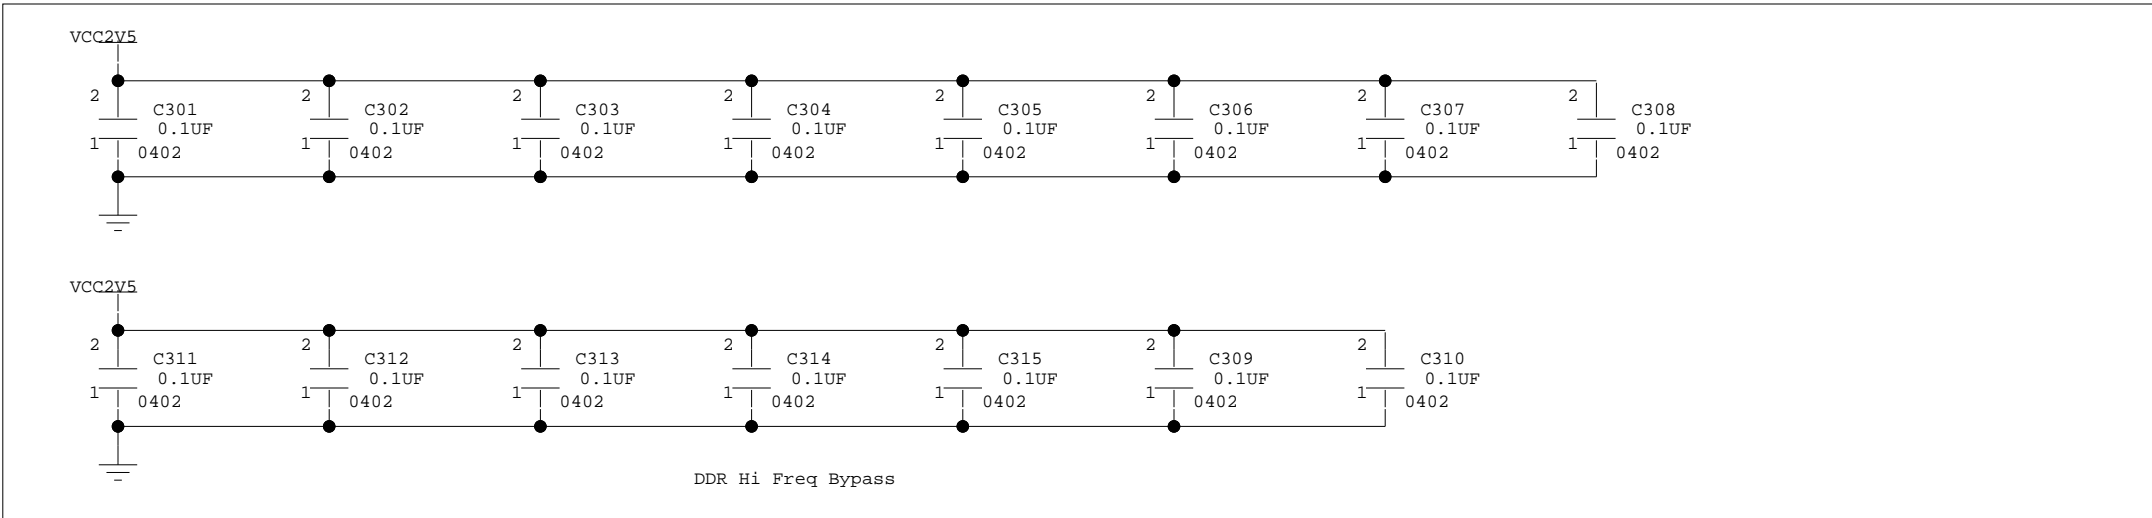 VCC2V5
2 C301 0.1UF 1 0402
2 C302 0.1UF 1 0402
2 C303 0.1UF 1 0402
2 C304 0.1UF 1 0402
2 C305 0.1UF 1 0402
2 C306 0.1UF 1 0402
2 C307 0.1UF 1 0402
2 C308 0.1UF 1 0402
VCC2V5
2 C311 0.1UF 1 0402
2 C312 0.1UF 1 0402
2 C313 0.1UF 1 0402
2 C314 0.1UF 1 0402
2 C315 0.1UF 1 0402
2 C309 0.1UF 1 0402
2 C310 0.1UF 1 0402
DDR Hi Freq Bypass